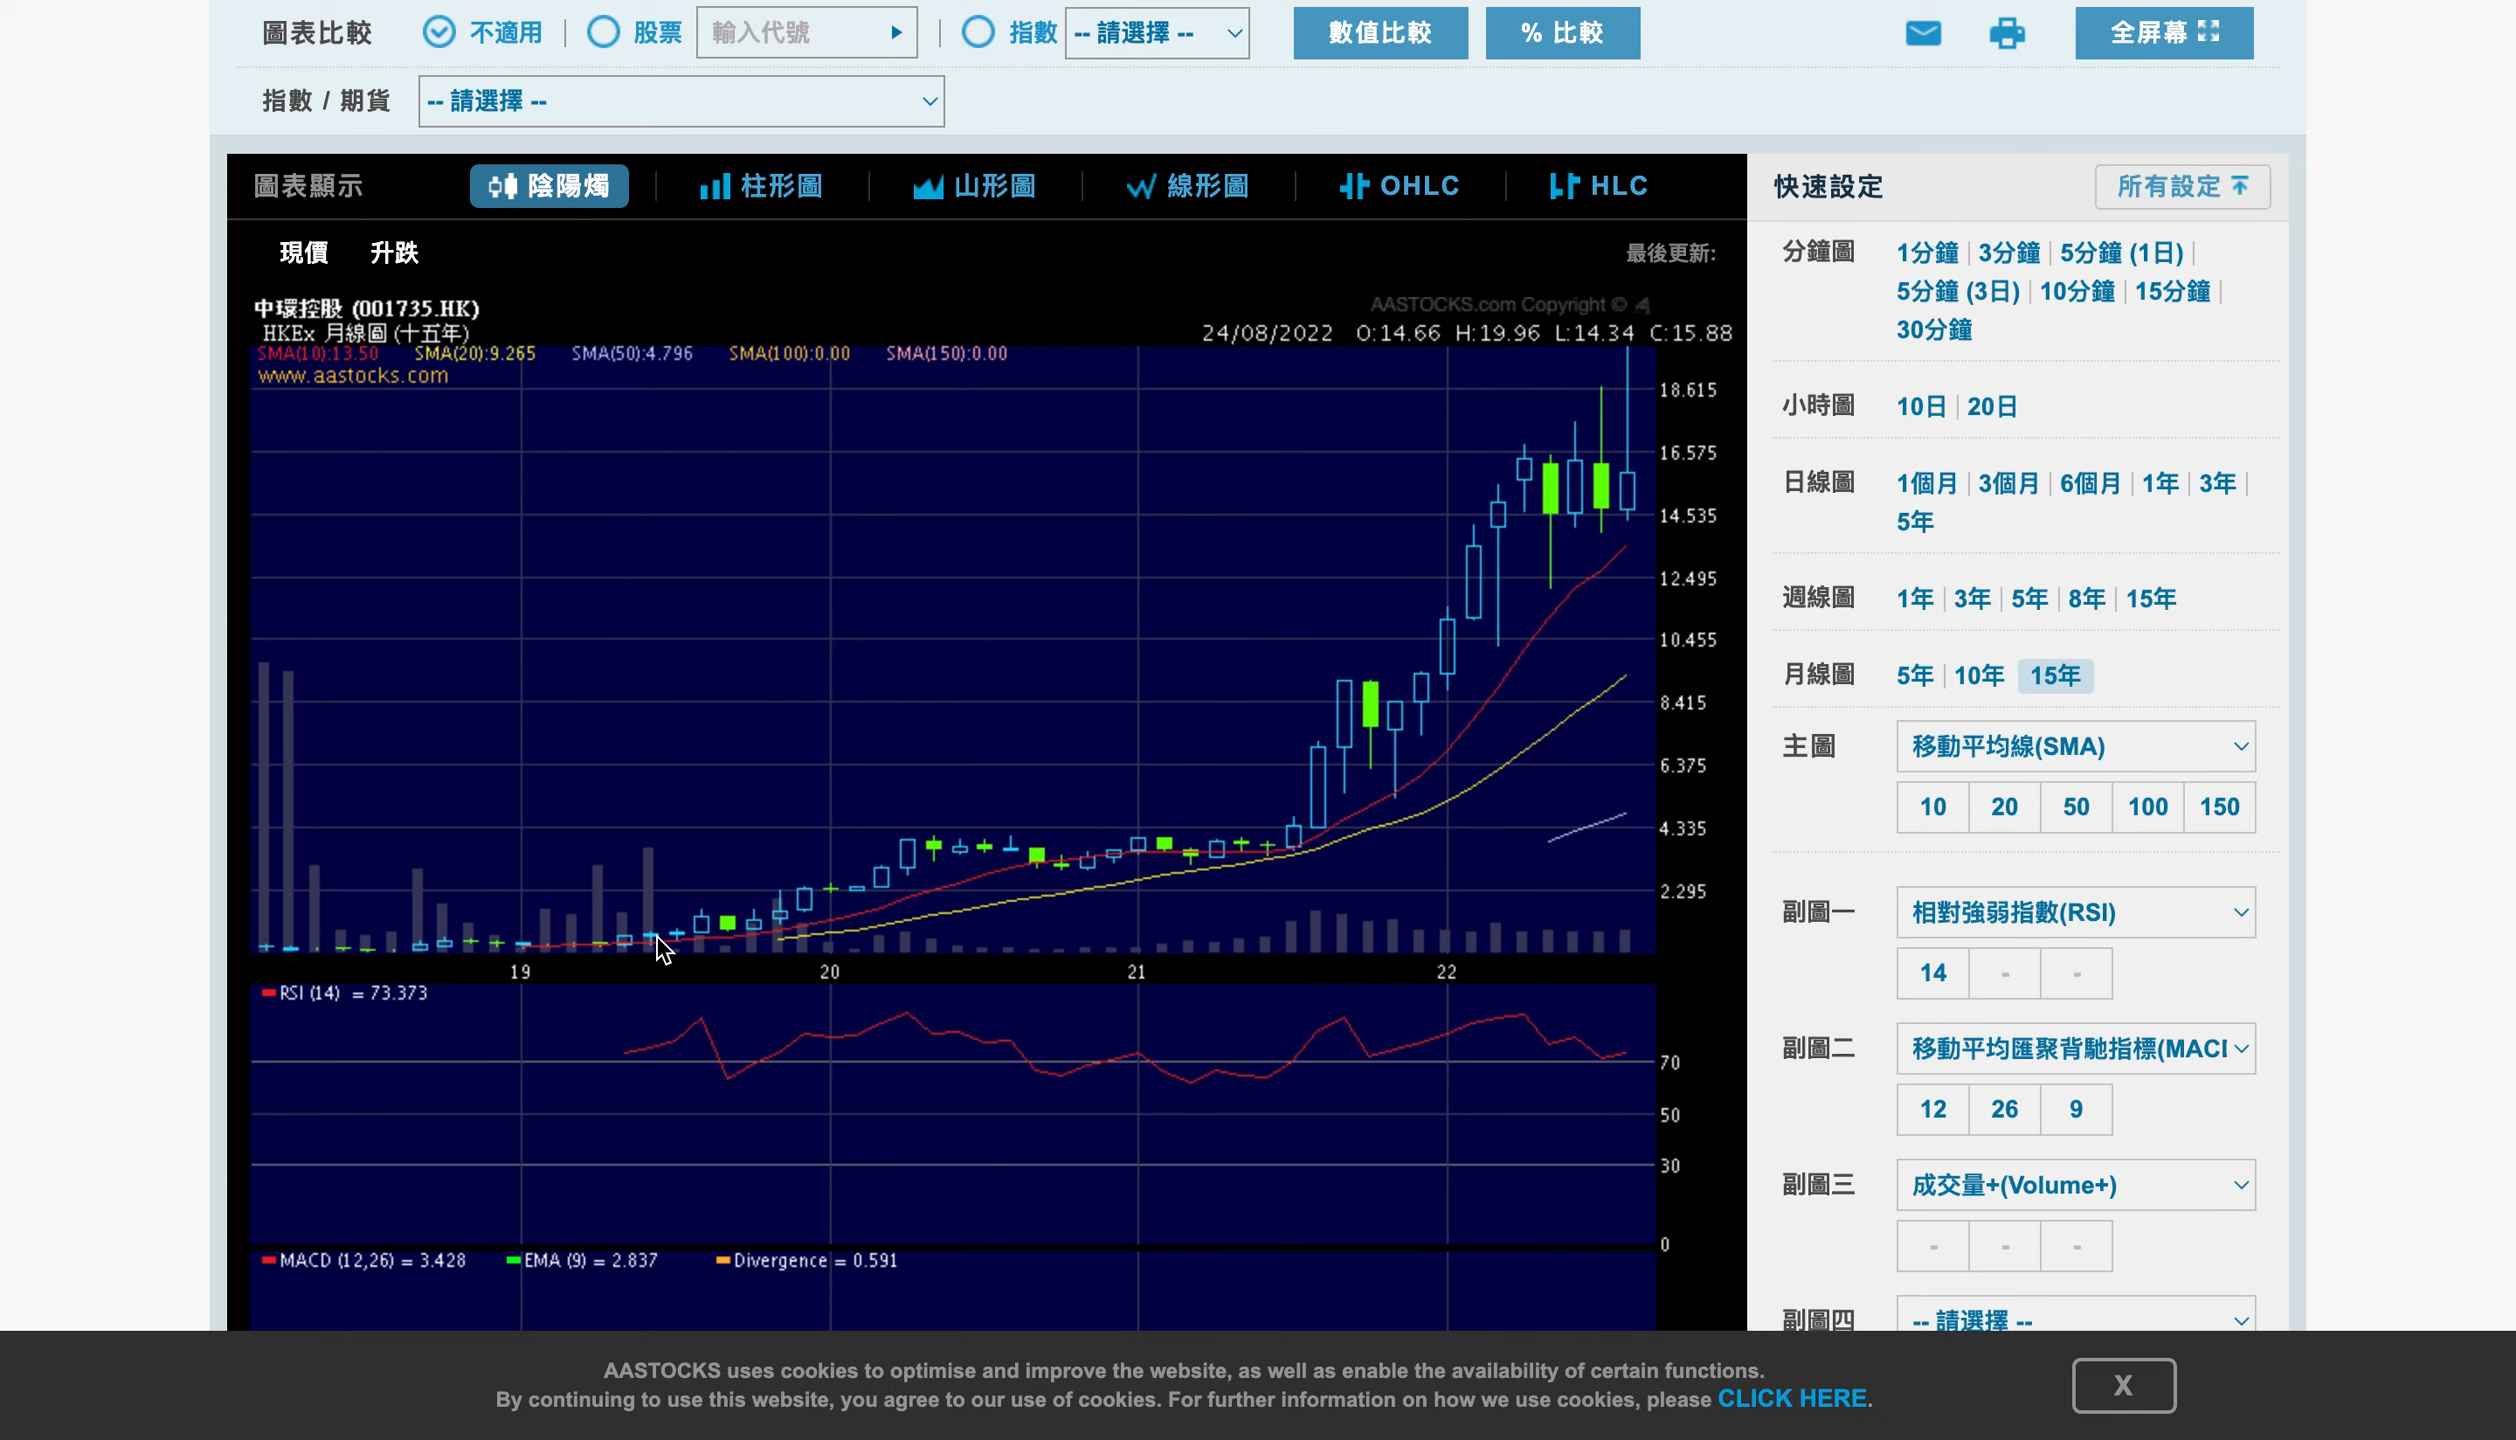 圖表比較 不適用 | 股票 輸入代號 | 指數 -- 請選擇 -- 數值比較 % 比較 全屏幕
指數 / 期貨 -- 請選擇 --
圖表顯示 陰陽燭 柱形圖 山形圖 線形圖 OHLC HLC
現價 升跌 最後更新:
AASTOCKS.com Copyright ©
中環控股 (001735.HK)
HKEx 月線圖 (十五年) 24/08/2022 O:14.66 H:19.96 L:14.34 C:15.88
SMA(10):13.50 SMA(20):9.265 SMA(50):4.796 SMA(100):0.00 SMA(150):0.00
www.aastocks.com
18.615
16.575
14.535
12.495
10.455
8.415
6.375
4.335
2.295
19 20 21 22
RSI (14) = 73.373
70
50
30
0
MACD (12,26) = 3.428 EMA (9) = 2.837 Divergence = 0.591
快速設定 所有設定
分鐘圖 1分鐘 | 3分鐘 | 5分鐘 (1日) |
5分鐘 (3日) | 10分鐘 | 15分鐘 |
30分鐘
小時圖 10日 | 20日
日線圖 1個月 | 3個月 | 6個月 | 1年 | 3年 |
5年
週線圖 1年 | 3年 | 5年 | 8年 | 15年
月線圖 5年 | 10年 15年
主圖 移動平均線(SMA)
10 20 50 100 150
副圖一 相對強弱指數(RSI)
14 - -
副圖二 移動平均匯聚背馳指標(MACI
12 26 9
副圖三 成交量+(Volume+)
- - -
副圖四 -- 請選擇 --
AASTOCKS uses cookies to optimise and improve the website, as well as enable the availability of certain functions.
By continuing to use this website, you agree to our use of cookies. For further information on how we use cookies, please CLICK HERE.
X